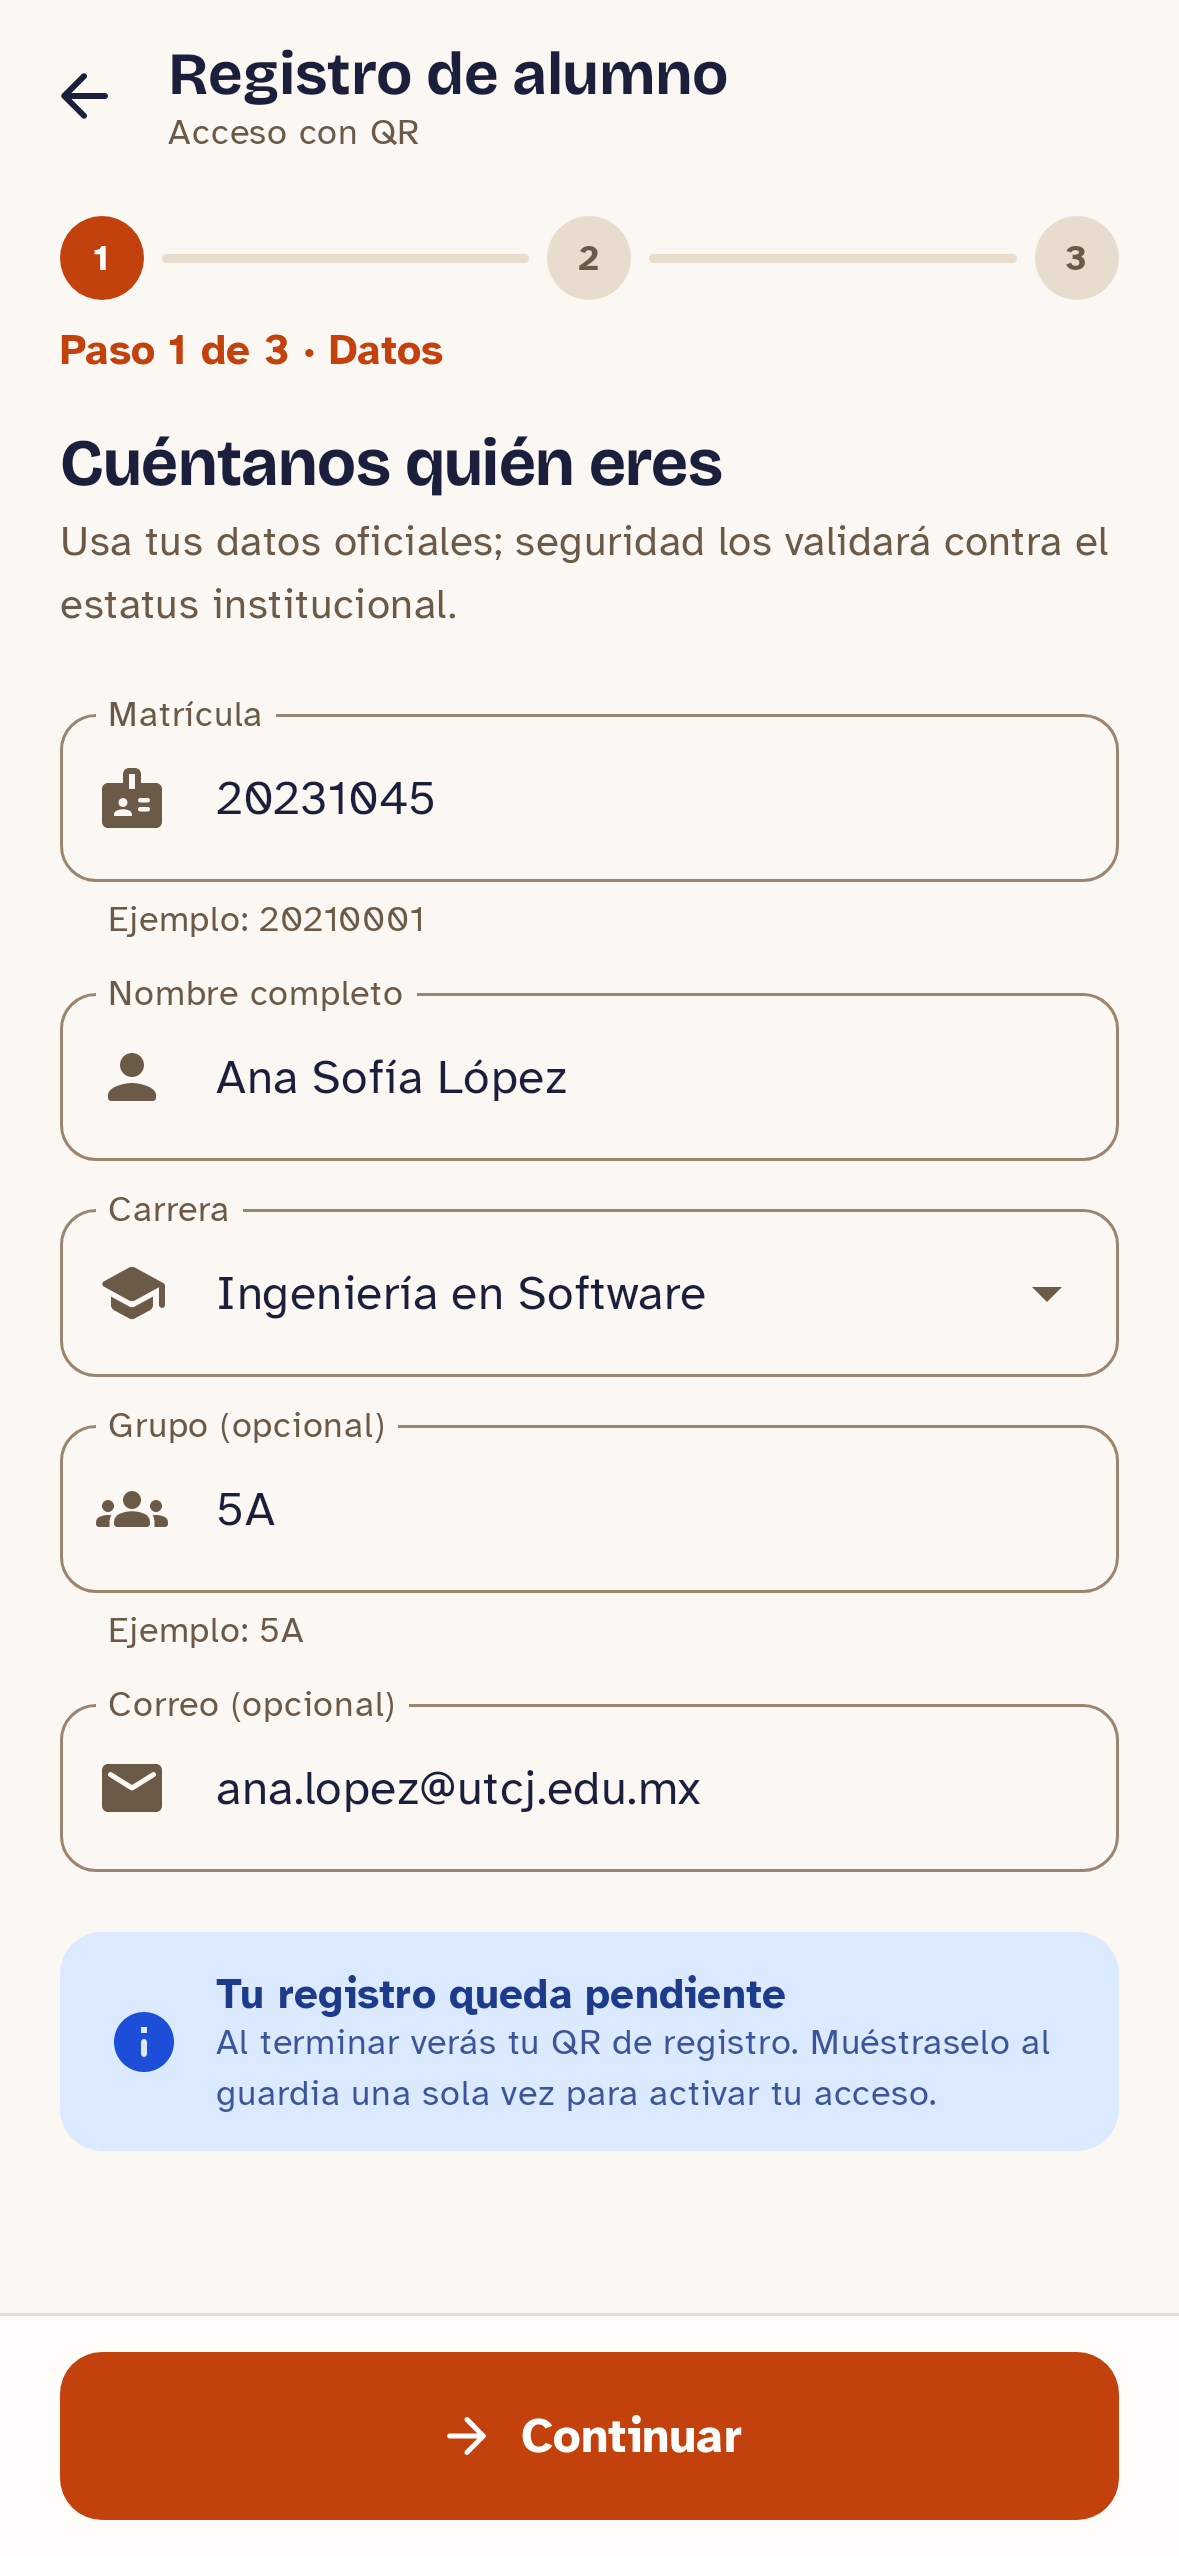 Registro de alumno
Acceso con QR
1
2
3
Paso 1 de 3 · Datos
Cuéntanos quién eres
Usa tus datos oficiales; seguridad los validará contra el
estatus institucional.
Matrícula
20231045
Ejemplo: 20210001
Nombre completo
Ana Sofía López
Carrera
Ingeniería en Software
Grupo (opcional)
5A
Ejemplo: 5A
Correo (opcional)
ana.lopez@utcj.edu.mx
Tu registro queda pendiente
Al terminar verás tu QR de registro. Muéstraselo al
guardia una sola vez para activar tu acceso.
Continuar